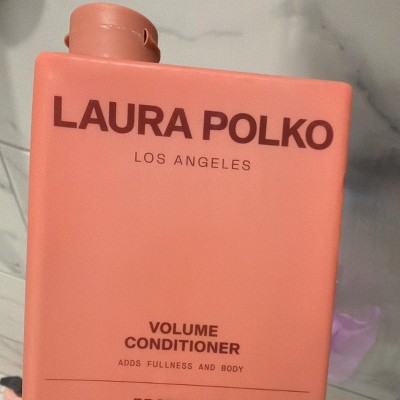 LAURA POLKO
LOS ANGELES
VOLUME
CONDITIONER
ADDS FULLNESS AND BODY